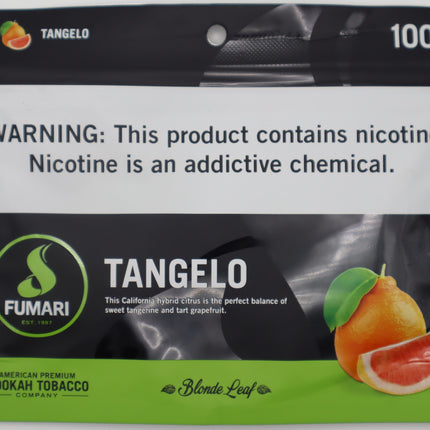 TANGELO
100
WARNING: This product contains nicotin
Nicotine is an addictive chemical.
TANGELO
This California hybrid citrus is the perfect balance of
sweet tangerine and tart grapefruit.
FUMARI
EST. 1997
AMERICAN PREMIUM
OOKAH TOBACCO
COMPANY
Blonde Leaf